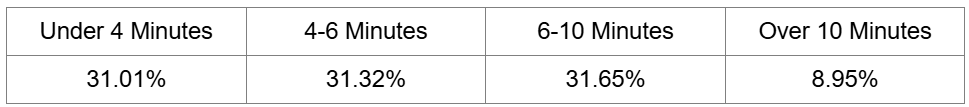 Under 4 Minutes 4-6 Minutes 6-10 Minutes Over 10 Minutes
31.01% 31.32% 31.65% 8.95%